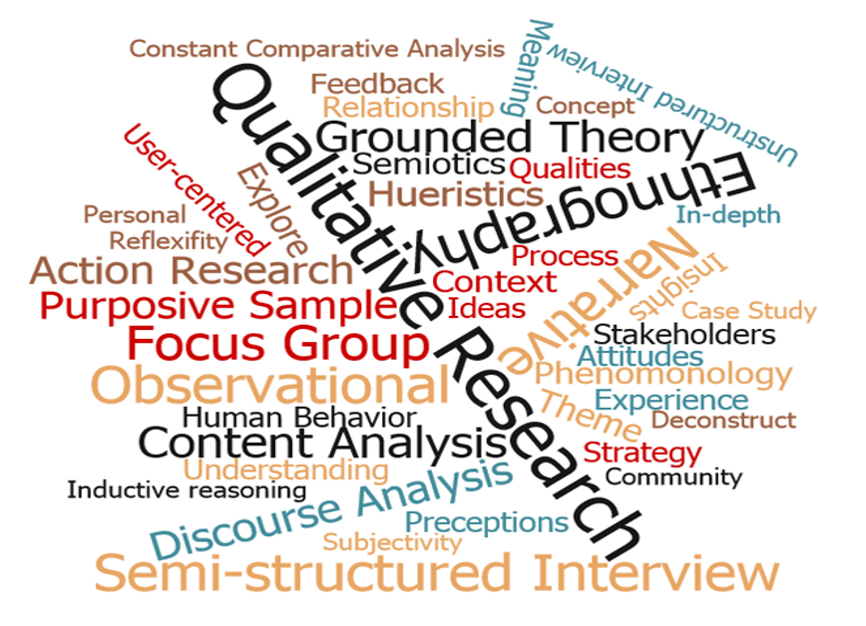 Constant Comparative Analysis
Meaning
Unstructured Interview
Feedback
Relationship
Concept
Qualitative Research
Grounded Theory
Semiotics
Qualities
Ethnography
User-centered
Explore
Hueristics
Personal
In-depth
Reflexifity
Process
Narrative
Insights
Action Research
Context
Purposive Sample
Ideas
Case Study
Stakeholders
Focus Group
Attitudes
Observational
Phenomonology
Experience
Theme
Human Behavior
Deconstruct
Content Analysis
Strategy
Understanding
Community
Inductive reasoning
Discourse Analysis
Preceptions
Subjectivity
Semi-structured Interview